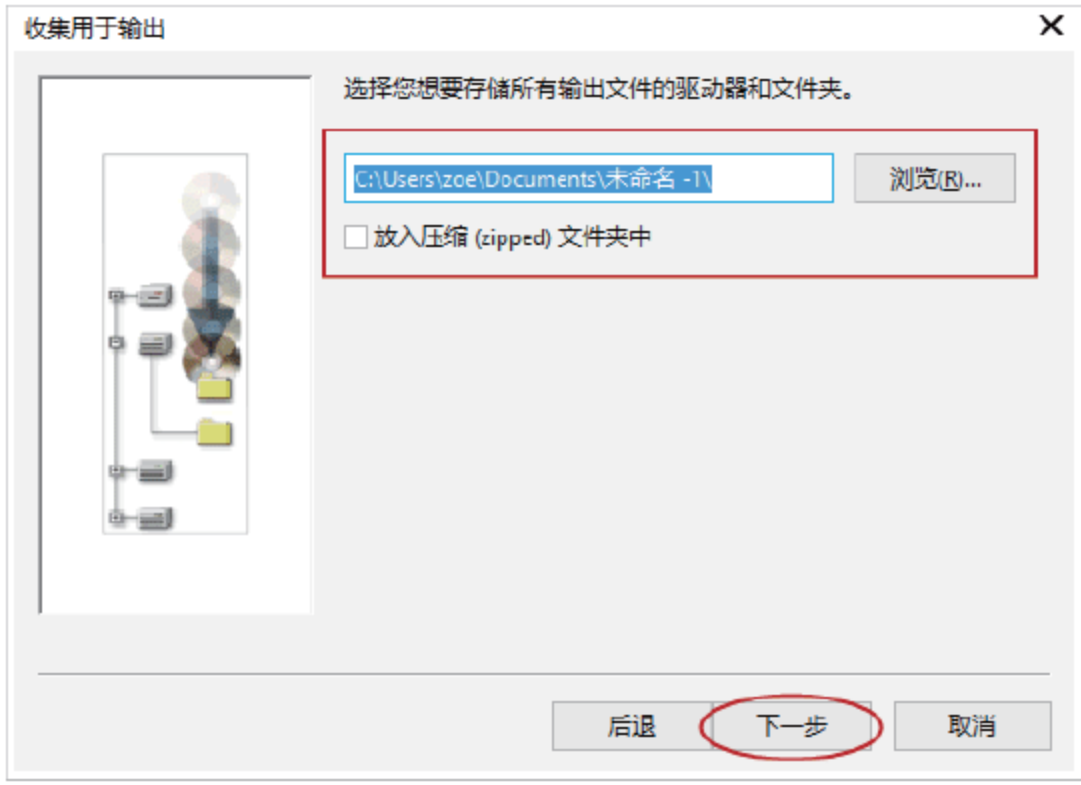 收集用于输出
选择您想要存储所有输出文件的驱动器和文件夹。
C:\Users\zoe\Documents\未命名 -1\
浏览(R)...
放入压缩 (zipped) 文件夹中
后退
下一步
取消